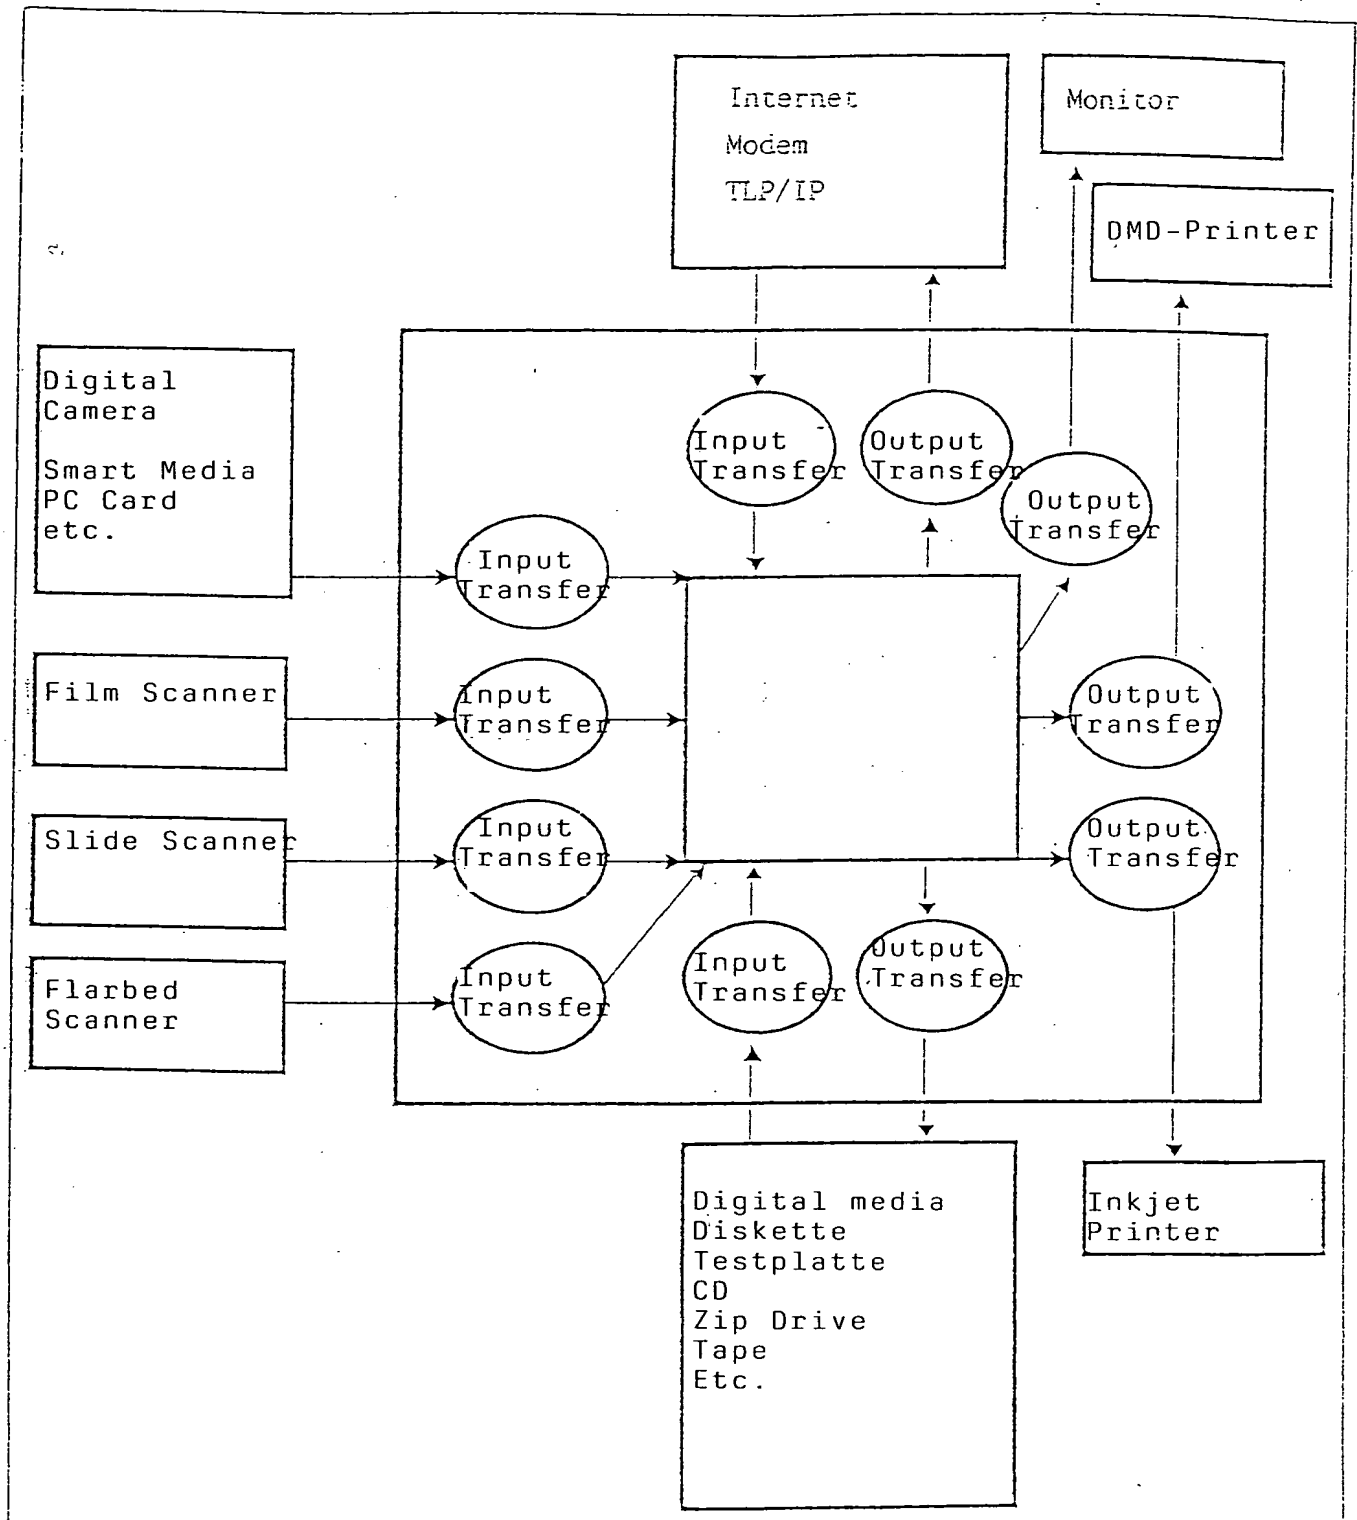 Internet
Modem
TLP/IP
Monitor
DMD-Printer
Digital
Camera
Smart Media
PC Card
etc.
Input
Transfer
Output
Transfer
Output
Transfer
Input
Transfer
Film Scanner
Input
Transfer
Output
Transfer
Slide Scanner
Input
Transfer
Output
Transfer
Flarbed
Scanner
Input
Transfer
Input
Transfer
Output
Transfer
Digital media
Diskette
Testplatte
CD
Zip Drive
Tape
Etc.
Inkjet
Printer